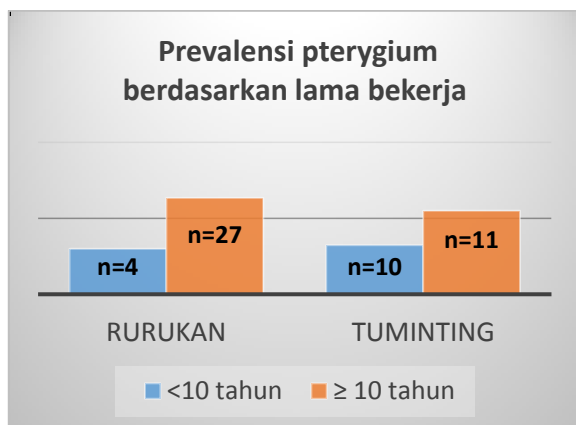 Prevalensi pterygium
berdasarkan lama bekerja
n=4
n=27
n=10
n=11
RURUKAN
TUMINTING
<10 tahun
≥ 10 tahun